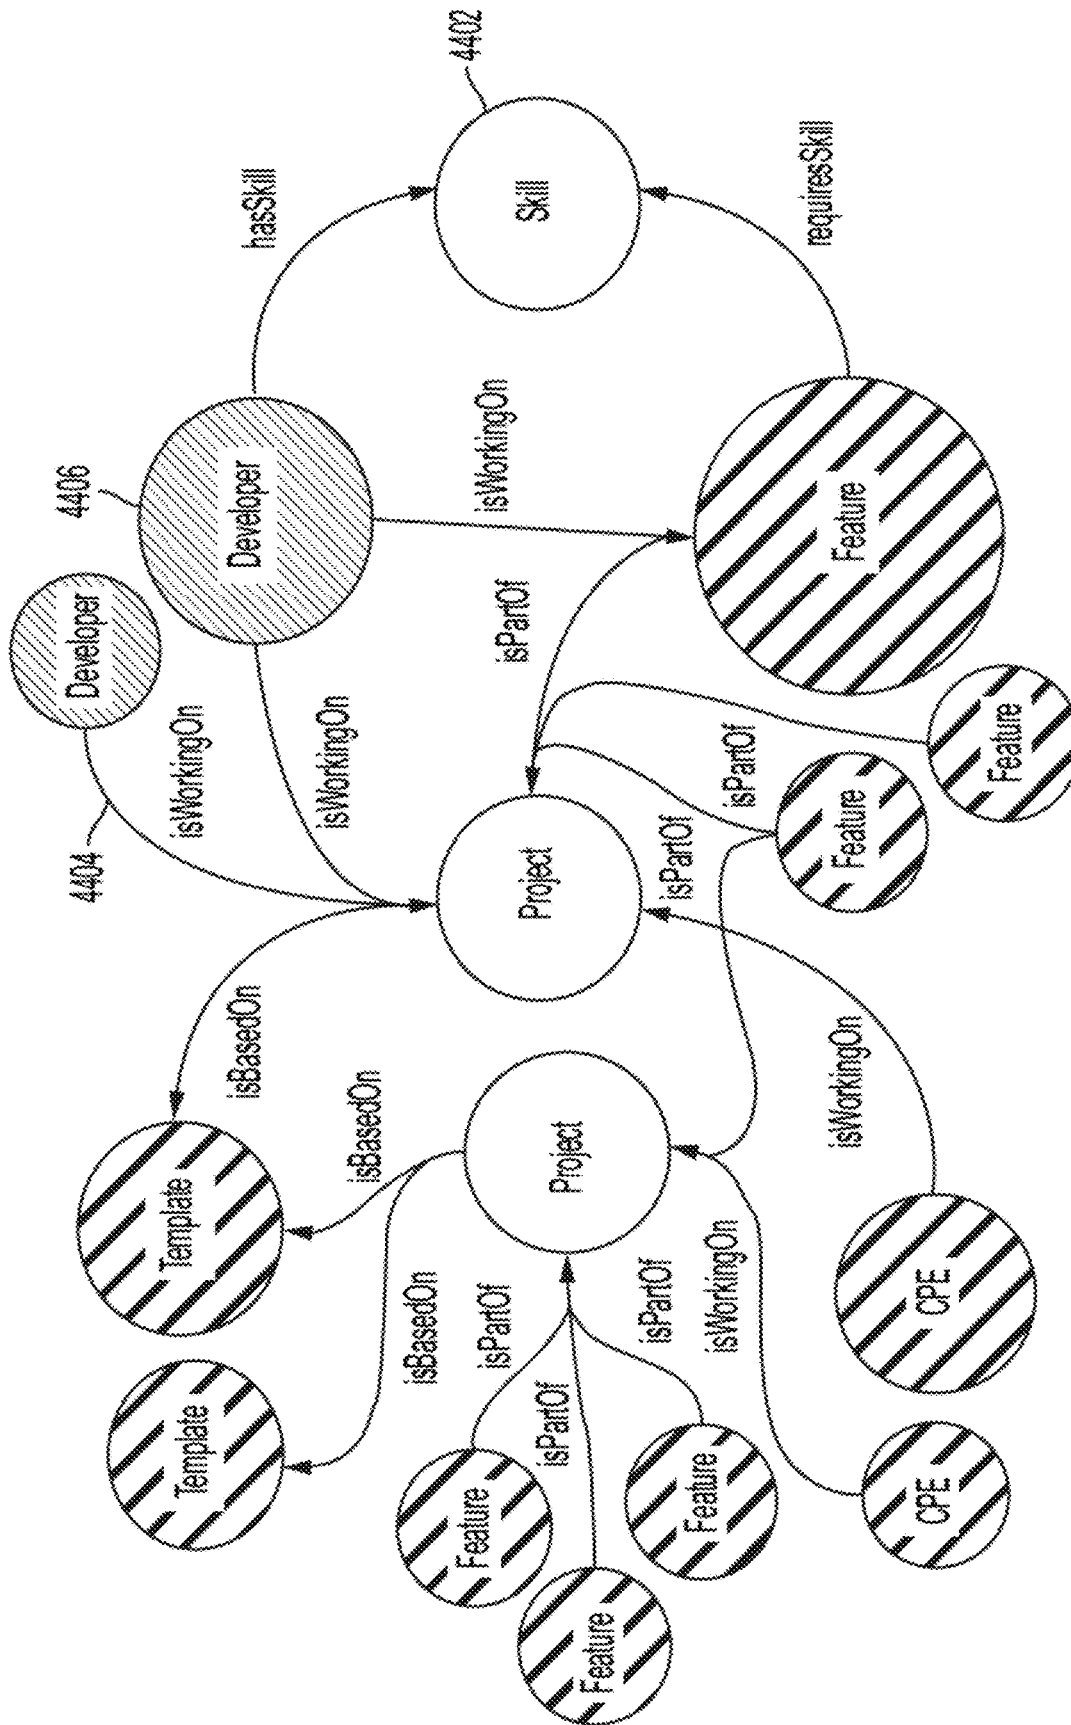 4406
4404
4402
Developer
Developer
hasSkill
Skill
isWorkingOn
isWorkingOn
isWorkingOn
requiresSkill
isBasedOn
isBasedOn
isBasedOn
Template
Template
Project
Project
isPartOf
isPartOf
isPartOf
Feature
Feature
Feature
isPartOf
isPartOf
isPartOf
isWorkingOn
isWorkingOn
Feature
Feature
Feature
CPE
CPE